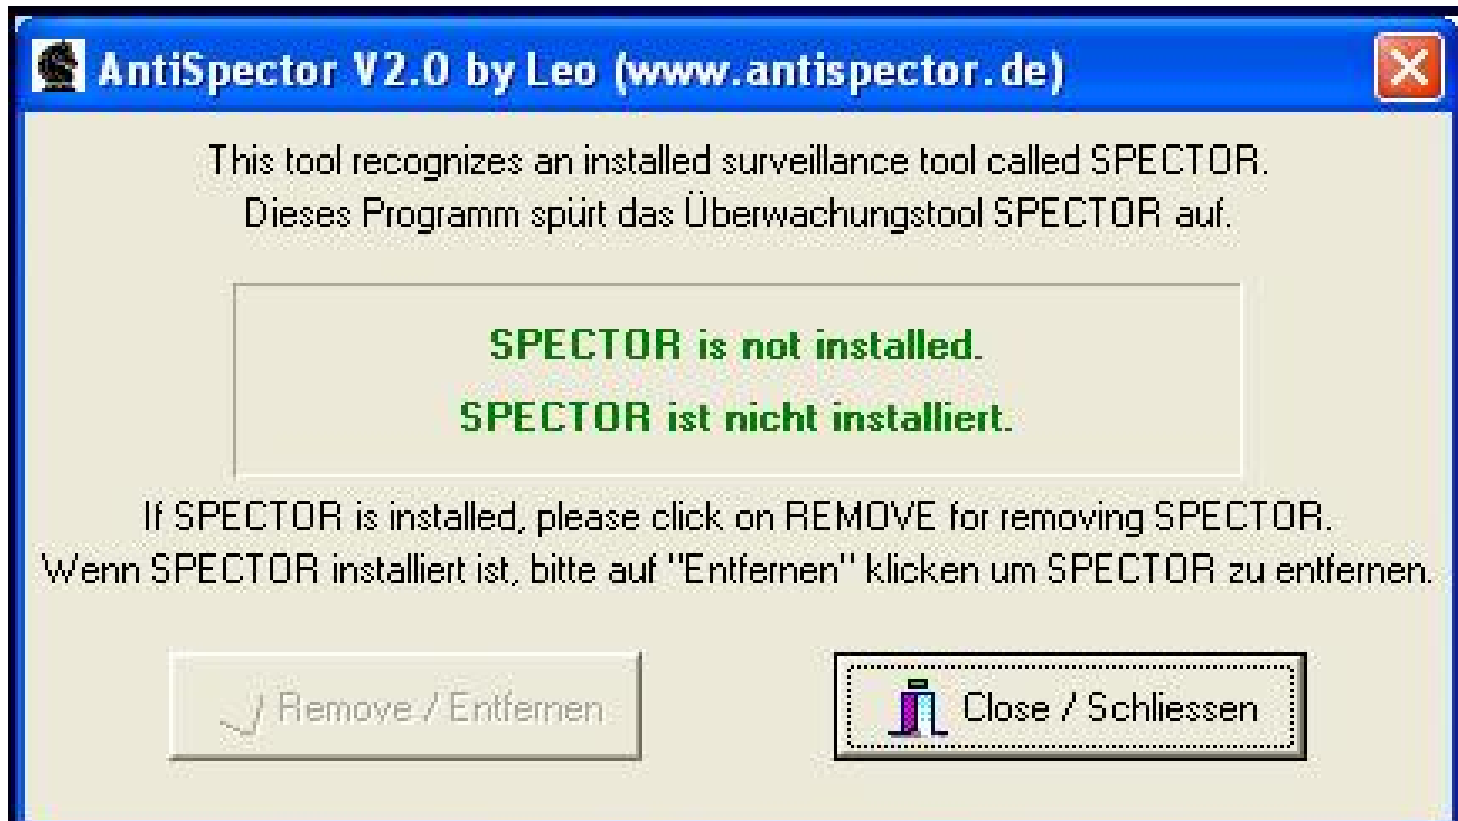 AntiSpector V2.0 by Leo (www.antispector.de)
This tool recognizes an installed surveillance tool called SPECTOR.
Dieses Programm spürt das Überwachungstool SPECTOR auf.
SPECTOR is not installed.
SPECTOR ist nicht installiert.
If SPECTOR is installed, please click on REMOVE for removing SPECTOR.
Wenn SPECTOR installiert ist, bitte auf "Entfernen" klicken um SPECTOR zu entfernen.
Remove / Entfernen
Close / Schliessen